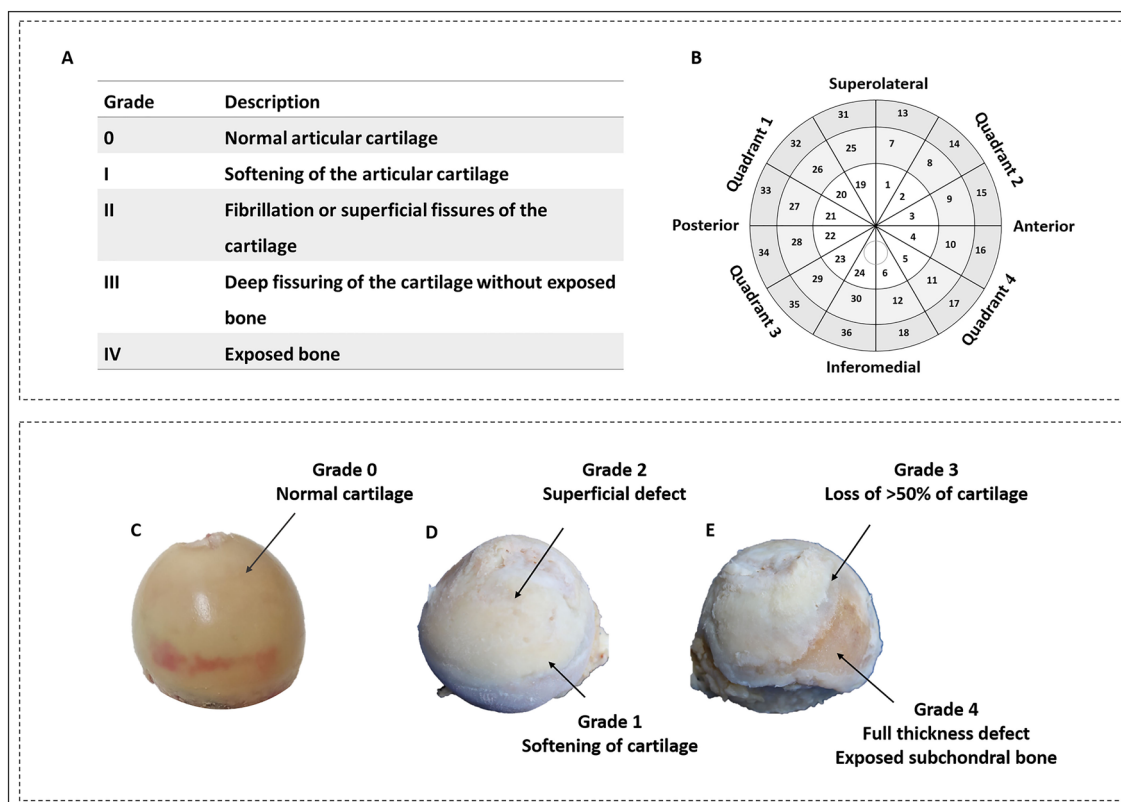 A
Grade Description
0 Normal articular cartilage
I Softening of the articular cartilage
II Fibrillation or superficial fissures of the
cartilage
III Deep fissuring of the cartilage without exposed
bone
IV Exposed bone
B
Superolateral
Quadrant 1
Quadrant 2
Posterior
Anterior
Quadrant 3
Quadrant 4
Inferomedial
31 13
32 25 7 14
33 26 19 1 8 15
20 2
27 21 3 9
34 28 22 4 10 16
23 5
35 29 24 6 11 17
30 12
36 18
Grade 0
Normal cartilage
C
Grade 2
Superficial defect
D
Grade 1
Softening of cartilage
Grade 3
Loss of >50% of cartilage
E
Grade 4
Full thickness defect
Exposed subchondral bone